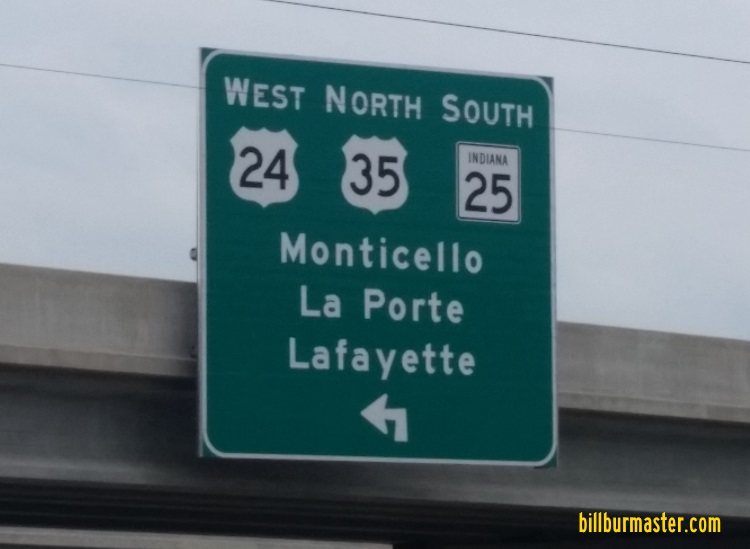 WEST NORTH SOUTH
24 35 INDIANA 25
Monticello
La Porte
Lafayette
billburmaster.com